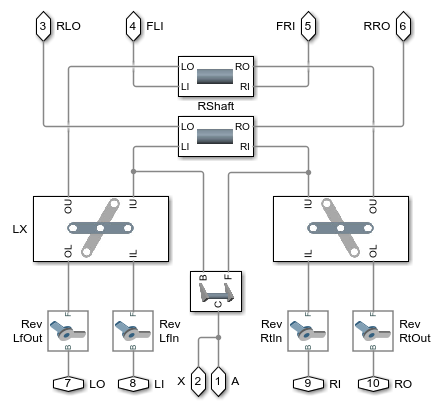 3 RLO 4 FLI FRI 5 RRO 6
LO RO
LI RI
RShaft
LO RO
LI RI
OU IU IU OU
LX
OL IL IL OL
B F
C
F F F F
Rev LfOut Rev LfIn Rev RtIn Rev RtOut
B B B B
7 LO 8 LI X 2 1 A 9 RI 10 RO